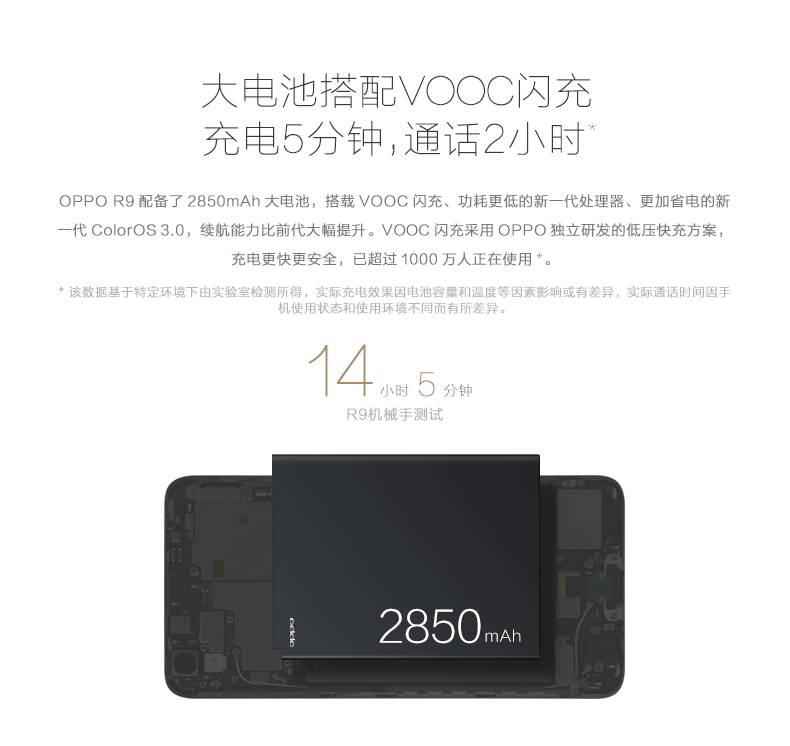 大电池搭配VOOC闪充
充电5分钟,通话2小时*
OPPO R9 配备了 2850mAh 大电池，搭载 VOOC 闪充、功耗更低的新一代处理器、更加省电的新
一代 ColorOS 3.0，续航能力比前代大幅提升。VOOC 闪充采用 OPPO 独立研发的低压快充方案，
充电更快更安全，已超过 1000 万人正在使用 *。
* 该数据基于特定环境下由实验室检测所得，实际充电效果因电池容量和温度等因素影响或有差异，实际通话时间因手
机使用状态和使用环境不同而有所差异。
14 小时 5 分钟
R9机械手测试
oppo
2850 mAh